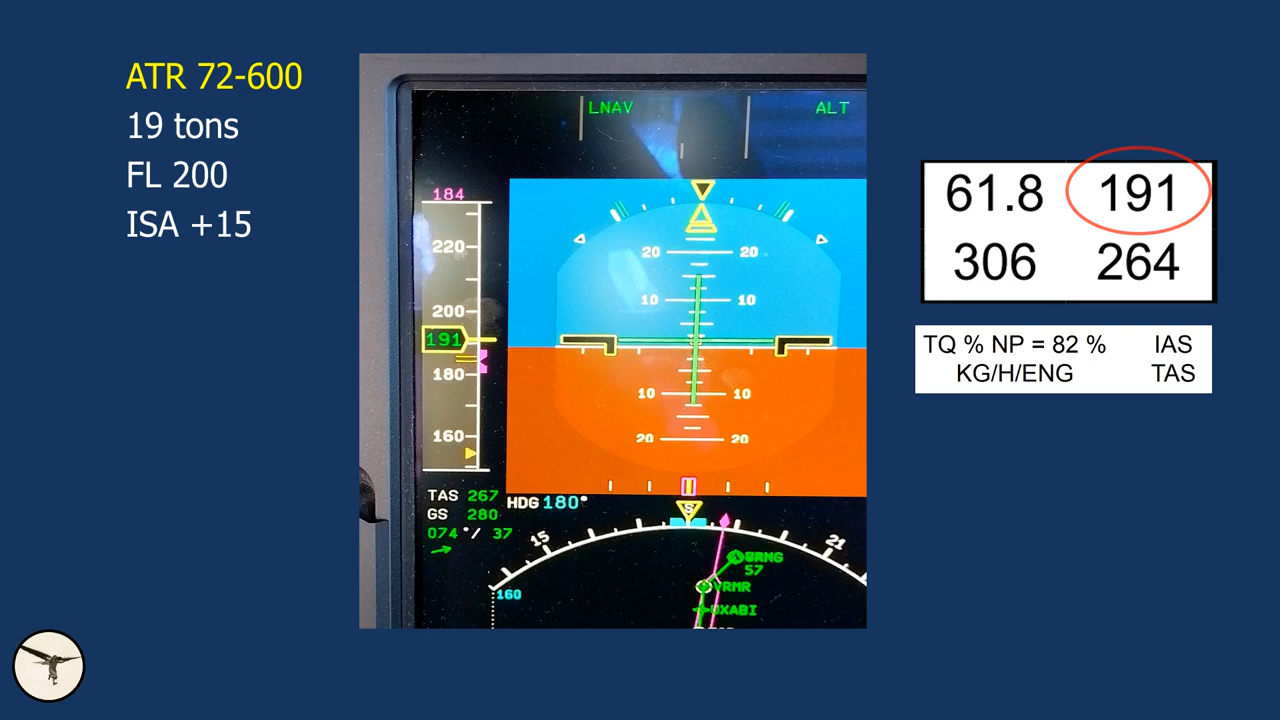 ATR 72-600
19 tons
FL 200
ISA +15
LNAV ALT
184
220
200
191
180
160
20 20
10 10
10 10
20 20
TAS 267
GS 280
074°/ 37
HDG 180°
15 S 21
160
57
VRMR
UXABI
61.8 191
306 264
TQ % NP = 82 % IAS
KG/H/ENG TAS